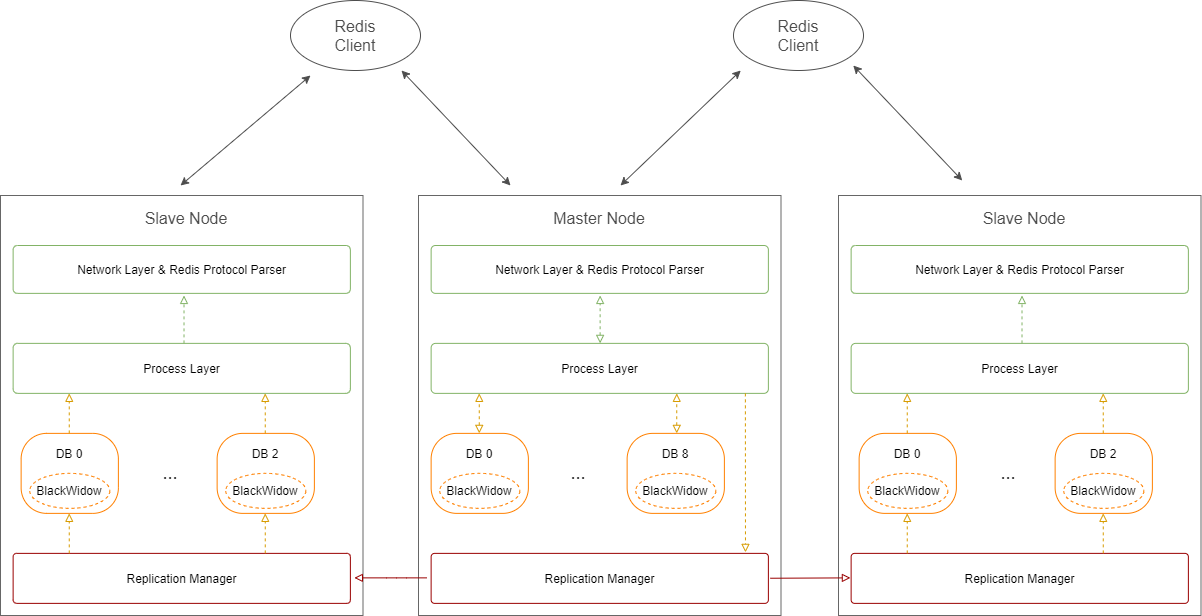 Redis
Client
Redis
Client
Slave Node
Network Layer & Redis Protocol Parser
Process Layer
DB 0
BlackWidow
...
DB 2
BlackWidow
Replication Manager
Master Node
Network Layer & Redis Protocol Parser
Process Layer
DB 0
BlackWidow
...
DB 8
BlackWidow
Replication Manager
Slave Node
Network Layer & Redis Protocol Parser
Process Layer
DB 0
BlackWidow
...
DB 2
BlackWidow
Replication Manager